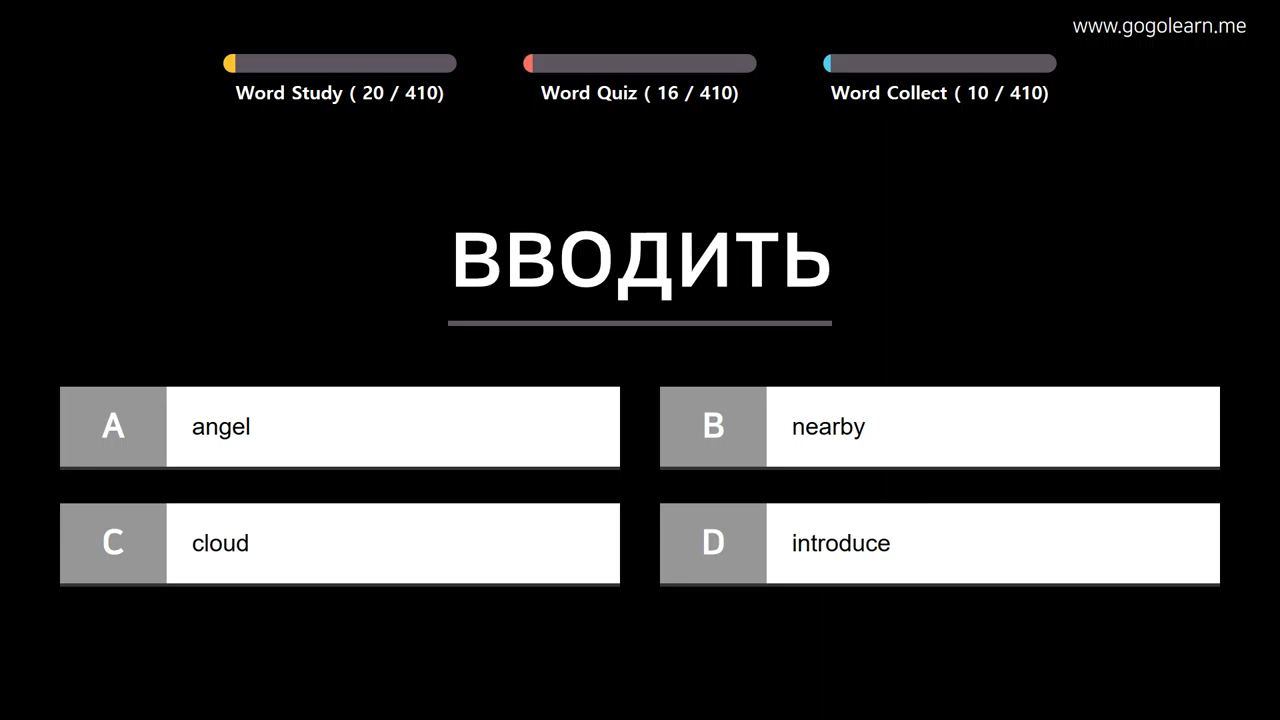 www.gogolearn.me
Word Study ( 20 / 410)
Word Quiz ( 16 / 410)
Word Collect ( 10 / 410)
вводить
A angel
B nearby
C cloud
D introduce